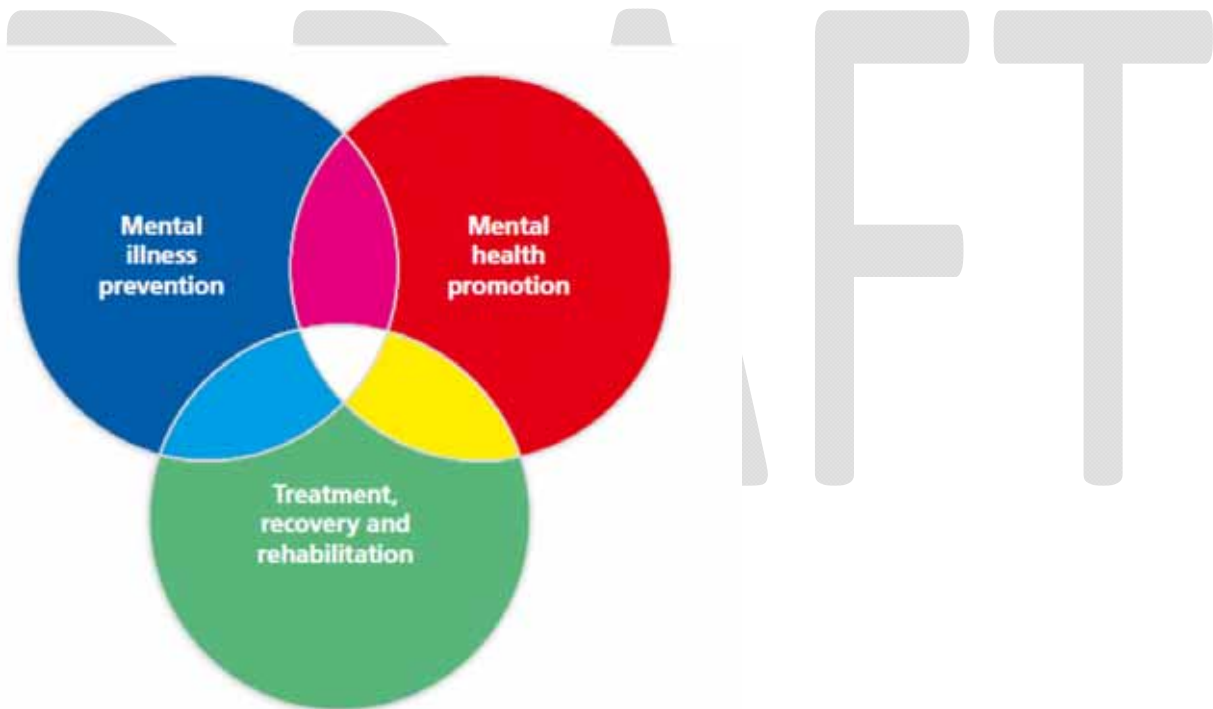 DRAFT
Mental
illness
prevention
Mental
health
promotion
Treatment,
recovery and
rehabilitation